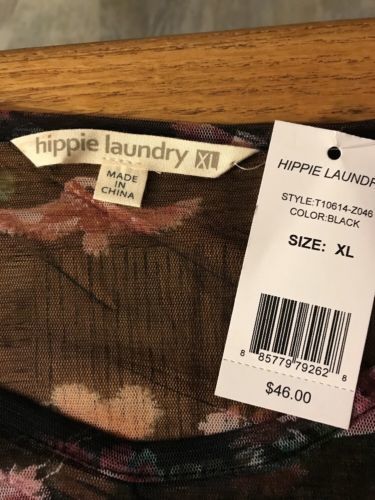 hippie laundry XL
MADE
IN
CHINA
HIPPIE LAUNDR
STYLE:T10614-Z046
COLOR:BLACK
SIZE: XL
8 85779 79262 8
$46.00